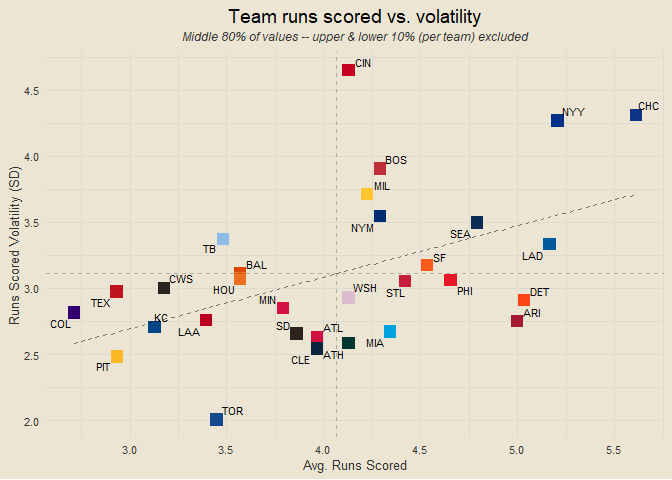 Team runs scored vs. volatility
Middle 80% of values -- upper & lower 10% (per team) excluded
CIN
4.5
CHC
NYY
4.0
BOS
MIL
3.5
NYM
SEA
TB
LAD
BAL
SF
3.0
CWS
HOU
WSH
STL
PHI
DET
TEX
MIN
COL
KC
LAA
SD
ATL
ARI
2.5
PIT
CLE
ATH
MIA
TOR
2.0
3.0 3.5 4.0 4.5 5.0 5.5
Avg. Runs Scored
Runs Scored Volatility (SD)